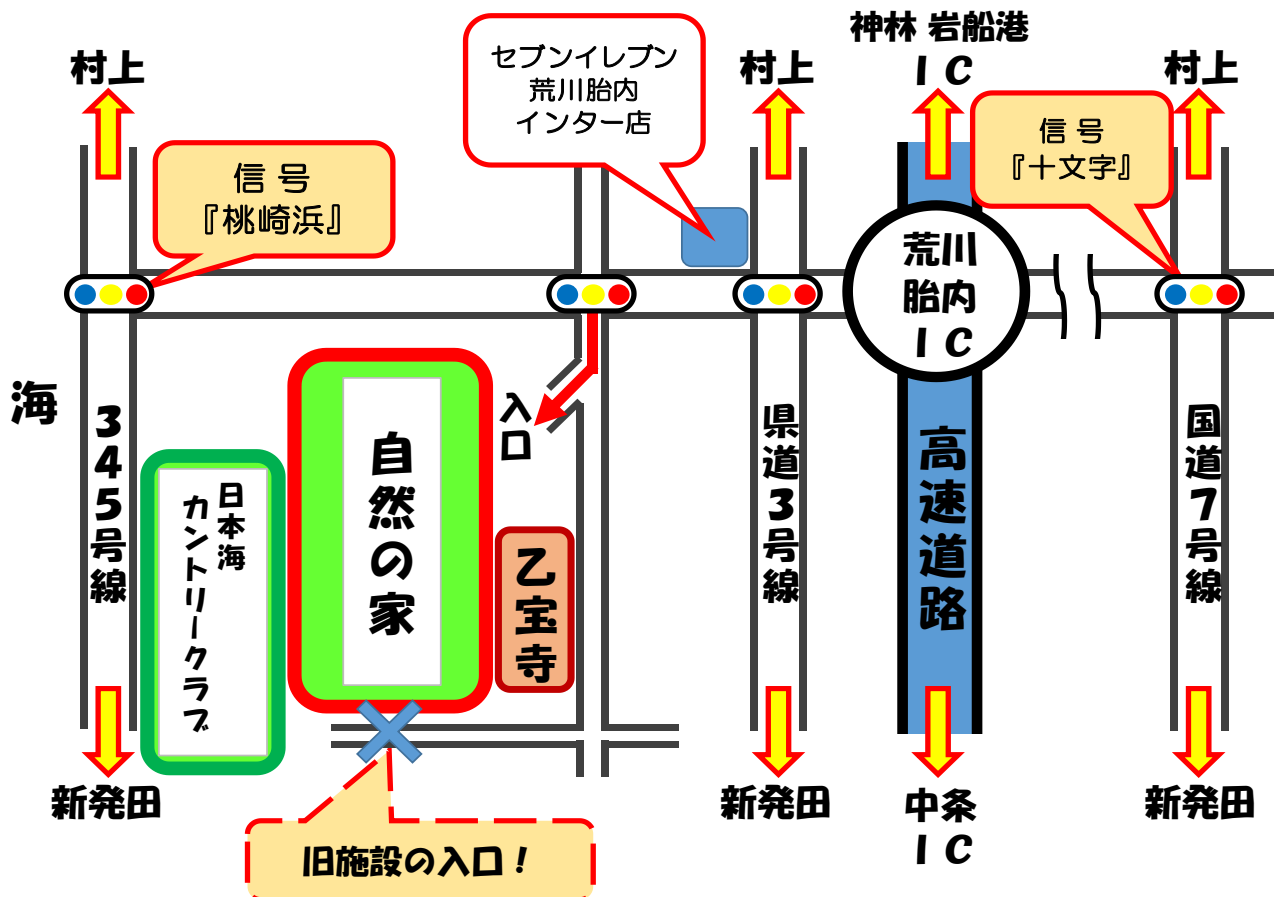 神林 岩船港
ＩＣ
村上
村上
村上
セブンイレブン
荒川胎内
インター店
信 号
『桃崎浜』
信 号
『十文字』
荒川
胎内
ＩＣ
海
345号線
日本海
カントリークラブ
自然の家
入口
乙宝寺
県道3号線
高速道路
国道7号線
新発田
新発田
中条
ＩＣ
新発田
旧施設の入口！